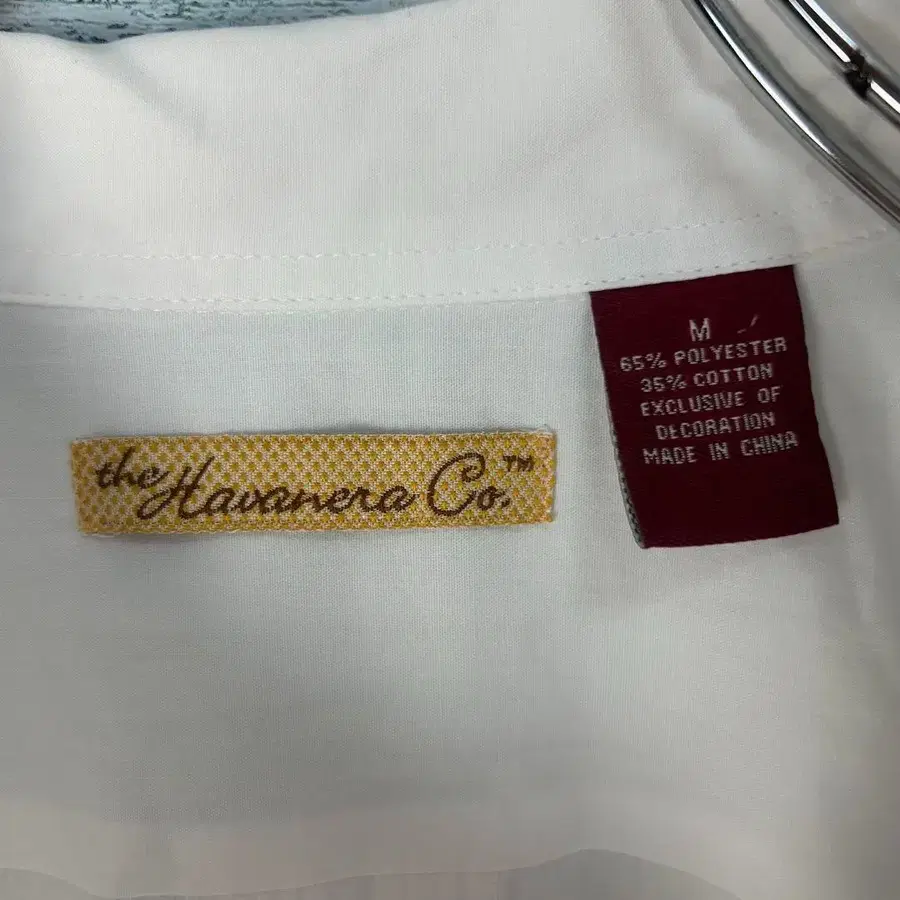 the Havanera Co.™
M
65% POLYESTER
35% COTTON
EXCLUSIVE OF
DECORATION
MADE IN CHINA